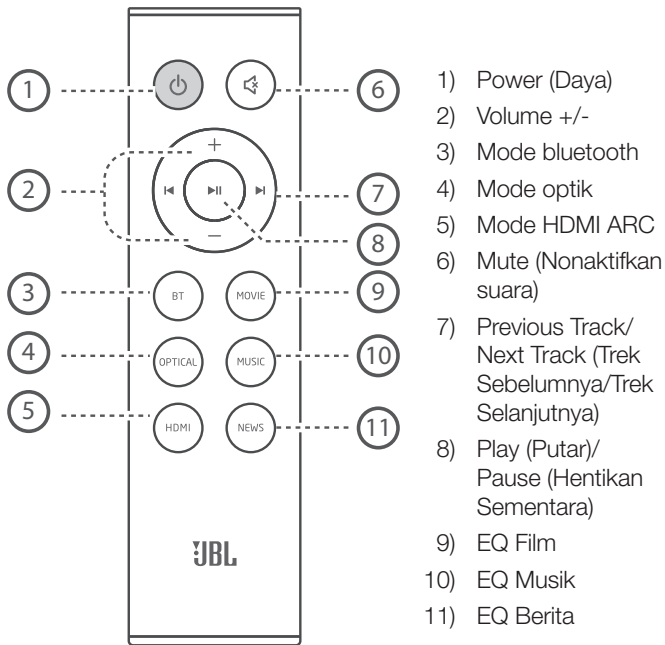 1
6
2
7
8
3
BT
MOVIE
9
4
OPTICAL
MUSIC
10
5
HDMI
NEWS
11
JBL
1) Power (Daya)
2) Volume +/-
3) Mode bluetooth
4) Mode optik
5) Mode HDMI ARC
6) Mute (Nonaktifkan
suara)
7) Previous Track/
Next Track (Trek
Sebelumnya/Trek
Selanjutnya)
8) Play (Putar)/
Pause (Hentikan
Sementara)
9) EQ Film
10) EQ Musik
11) EQ Berita